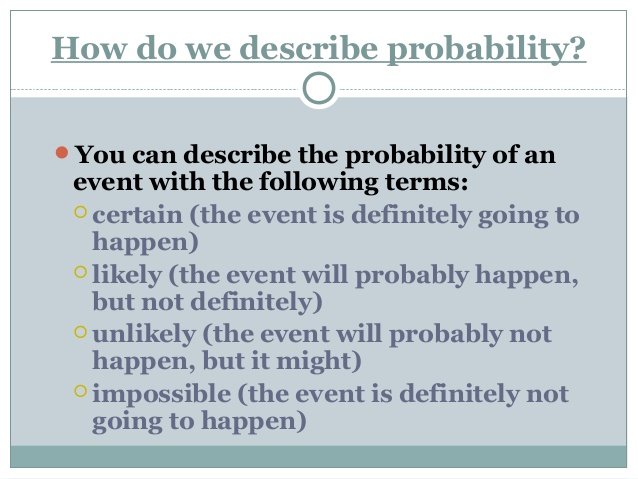 How do we describe probability?
You can describe the probability of an
event with the following terms:
certain (the event is definitely going to
happen)
likely (the event will probably happen,
but not definitely)
unlikely (the event will probably not
happen, but it might)
impossible (the event is definitely not
going to happen)